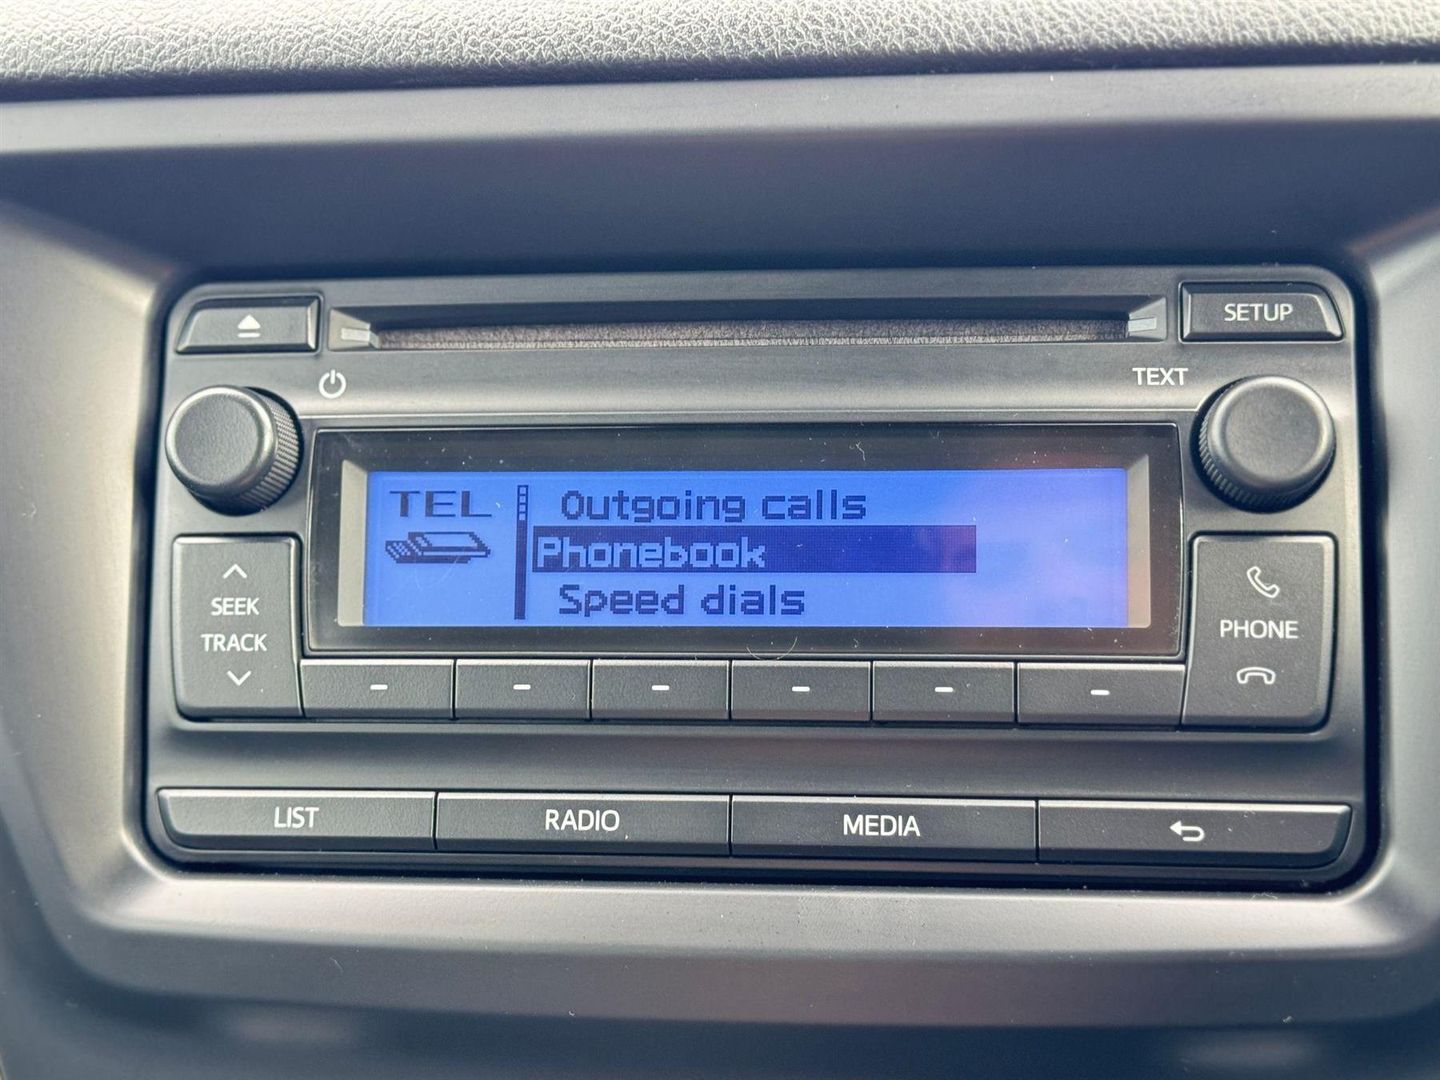 SETUP
TEXT
TEL
Outgoing calls
Phonebook
Speed dials
SEEK
TRACK
PHONE
LIST
RADIO
MEDIA